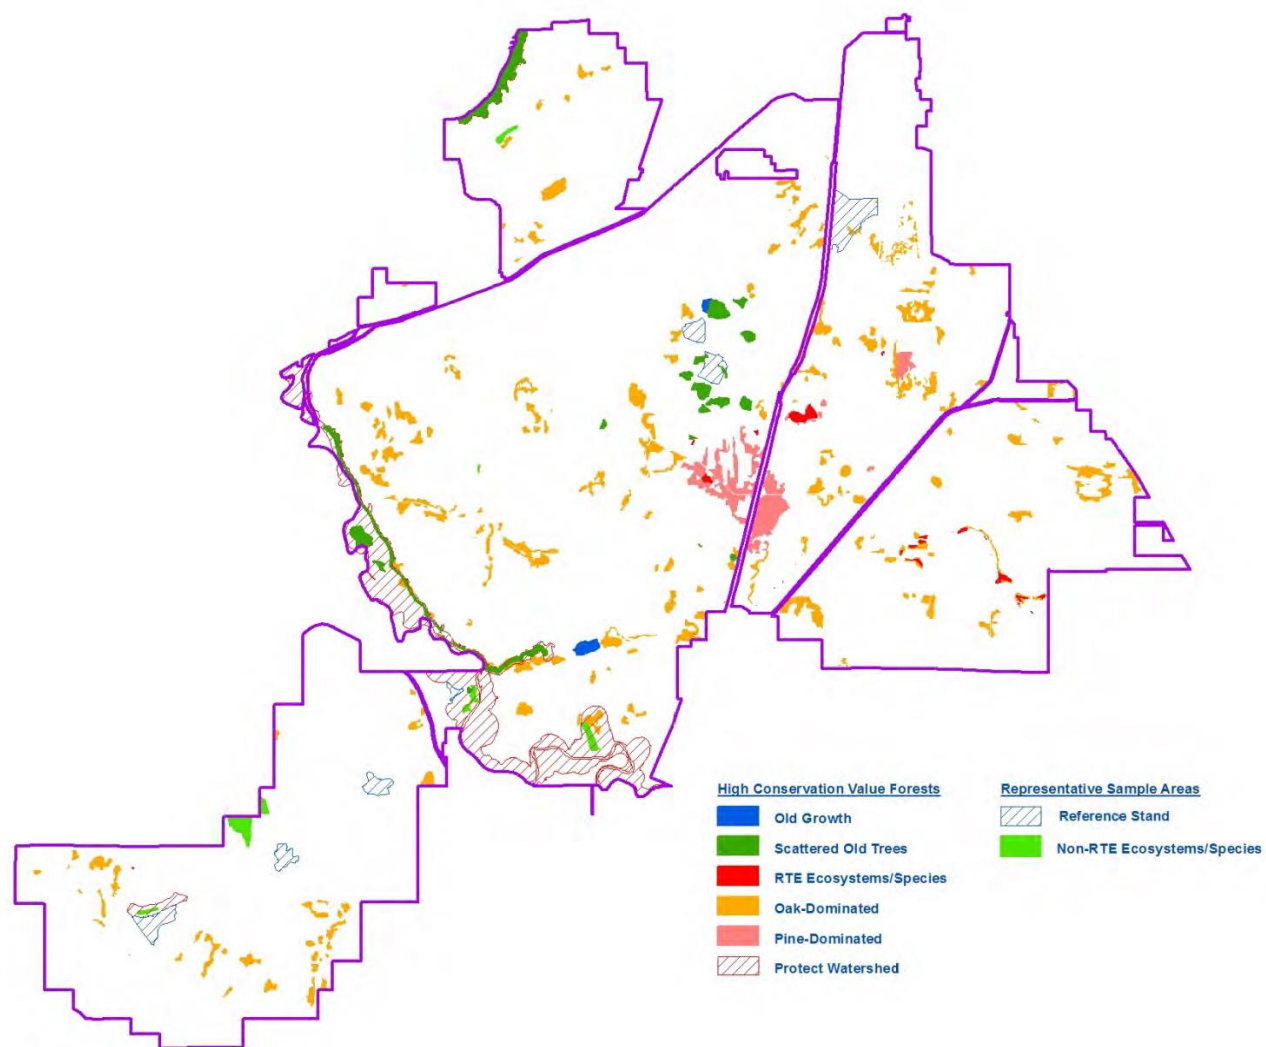 High Conservation Value Forests
Old Growth
Scattered Old Trees
RTE Ecosystems/Species
Oak-Dominated
Pine-Dominated
Protect Watershed
Representative Sample Areas
Reference Stand
Non-RTE Ecosystems/Species